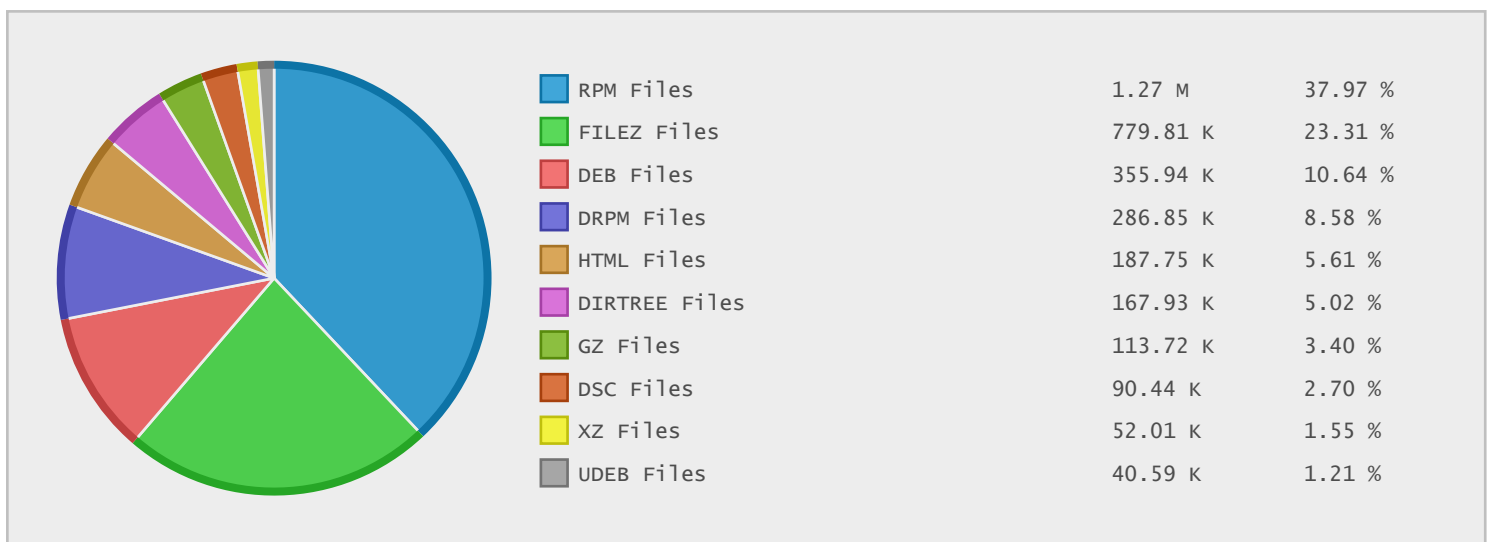 RPM Files 1.27 M 37.97 %
FILEZ Files 779.81 K 23.31 %
DEB Files 355.94 K 10.64 %
DRPM Files 286.85 K 8.58 %
HTML Files 187.75 K 5.61 %
DIRTREE Files 167.93 K 5.02 %
GZ Files 113.72 K 3.40 %
DSC Files 90.44 K 2.70 %
XZ Files 52.01 K 1.55 %
UDEB Files 40.59 K 1.21 %